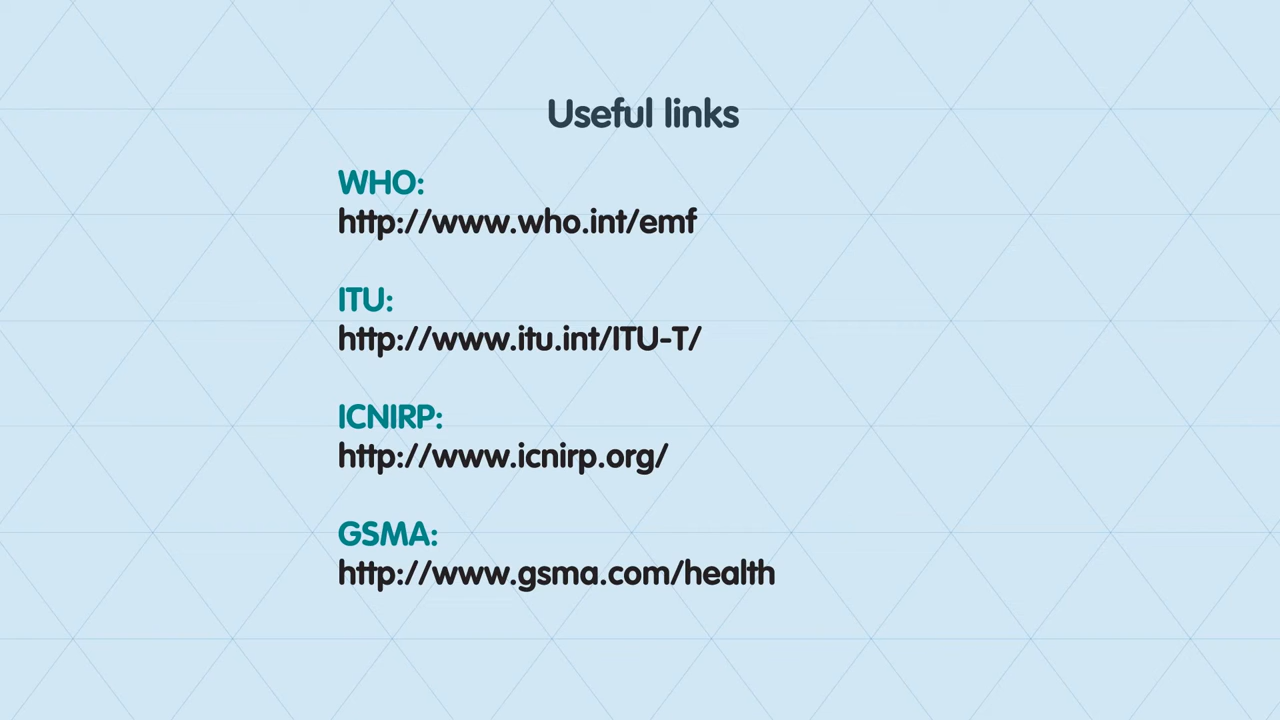 Useful links
WHO:
http://www.who.int/emf
ITU:
http://www.itu.int/ITU-T/
ICNIRP:
http://www.icnirp.org/
GSMA:
http://www.gsma.com/health